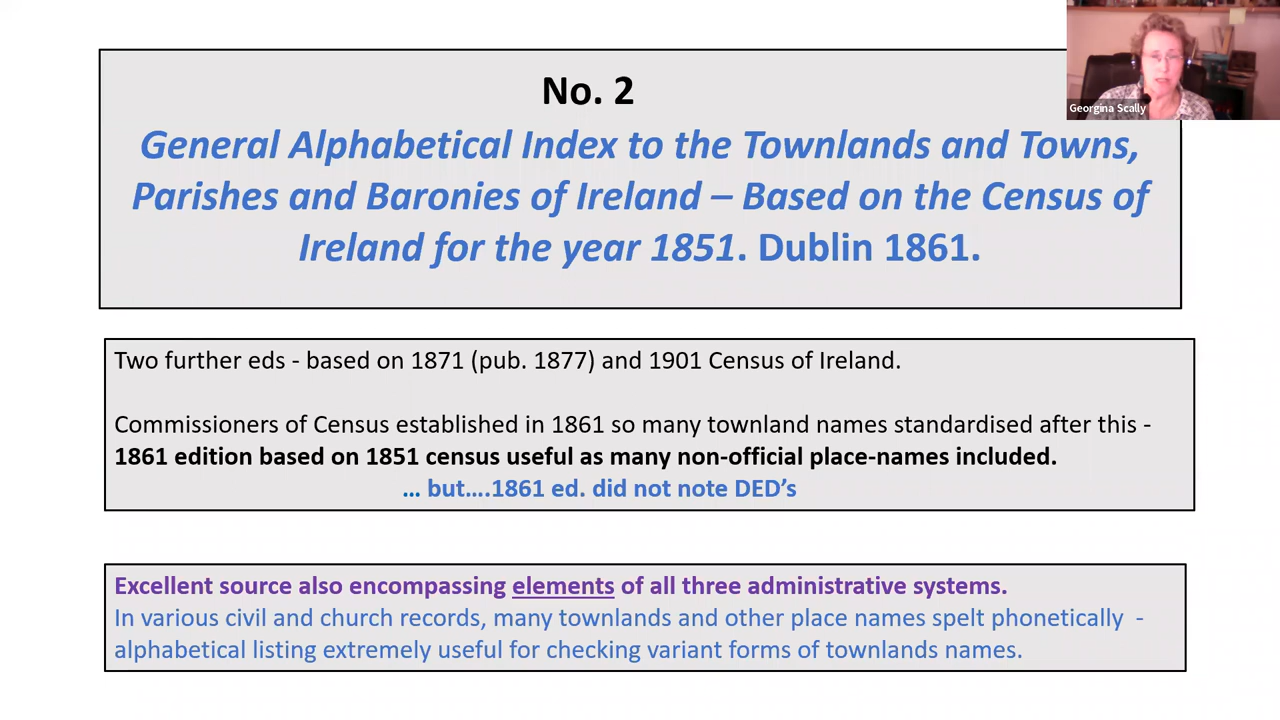 No. 2
General Alphabetical Index to the Townlands and Towns,
Parishes and Baronies of Ireland – Based on the Census of
Ireland for the year 1851. Dublin 1861.
Georgina Scally
Two further eds - based on 1871 (pub. 1877) and 1901 Census of Ireland.
Commissioners of Census established in 1861 so many townland names standardised after this -
1861 edition based on 1851 census useful as many non-official place-names included.
... but....1861 ed. did not note DED’s
Excellent source also encompassing elements of all three administrative systems.
In various civil and church records, many townlands and other place names spelt phonetically -
alphabetical listing extremely useful for checking variant forms of townlands names.